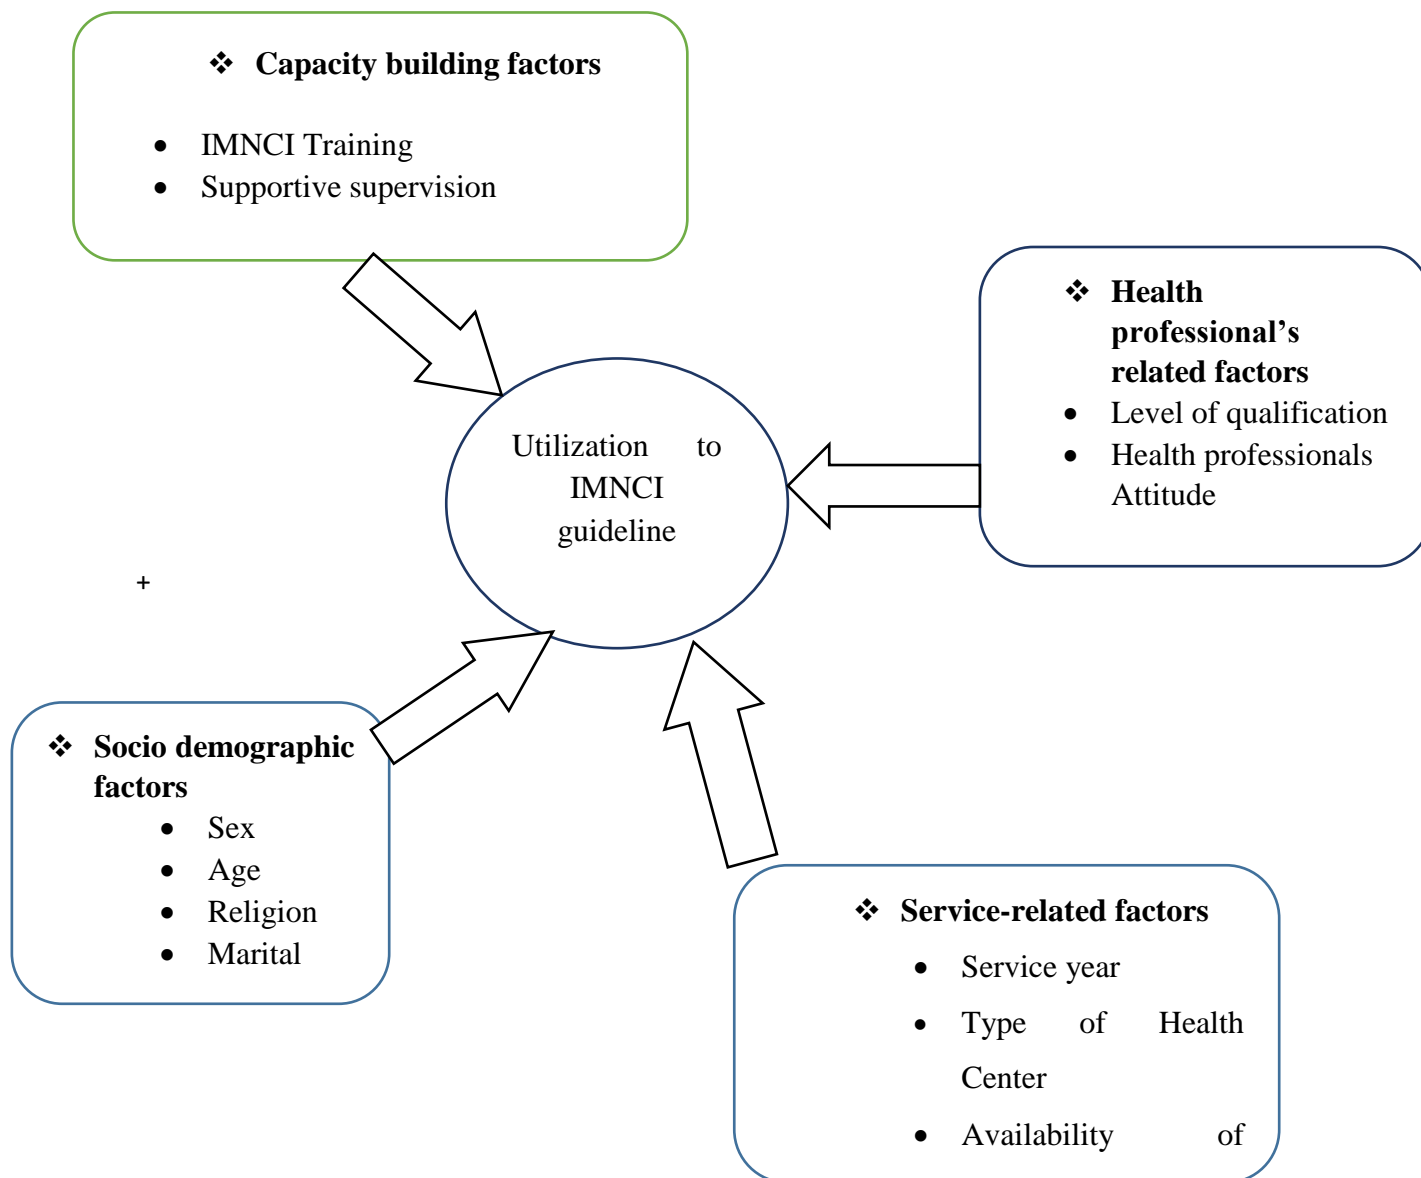 ❖ Capacity building factors
• IMNCI Training
• Supportive supervision
❖ Health
professional’s
related factors
• Level of qualification
• Health professionals
Attitude
Utilization to
IMNCI
guideline
+
❖ Socio demographic
factors
• Sex
• Age
• Religion
• Marital
❖ Service-related factors
• Service year
• Type of Health
Center
• Availability of